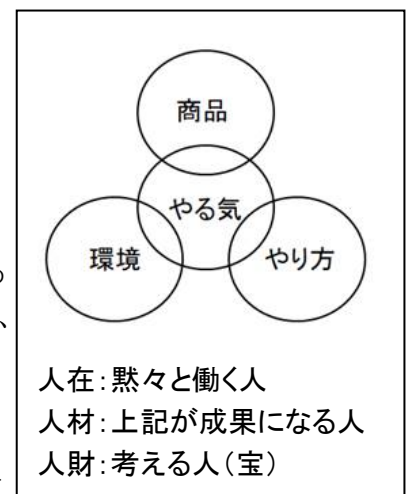 商品
やる気
環境
やり方
人在：黙々と働く人
人材：上記が成果になる人
人財：考える人（宝）